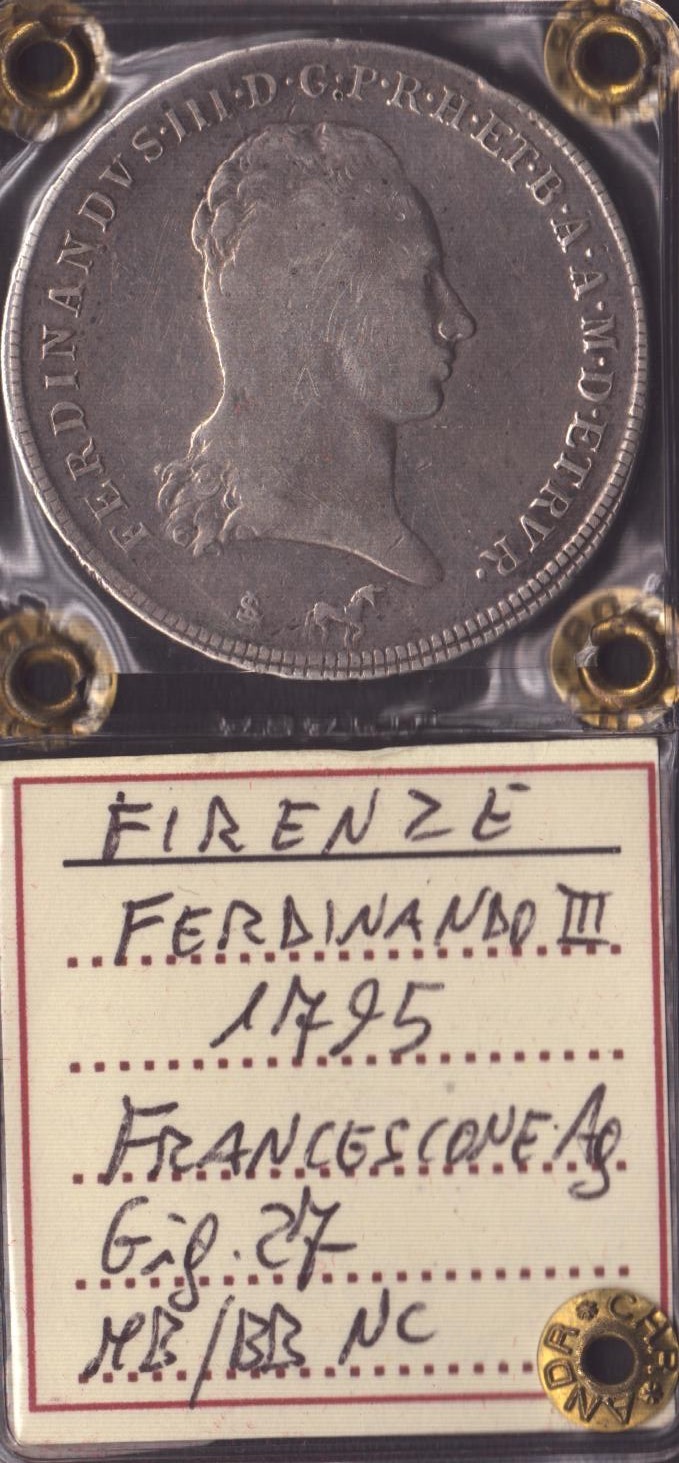 FERDINANDVS·III·D·G·P·R·H·ET·B·A·A·M·D·ETRVR·
FIRENZE
FERDINANDO III
1795
FRANCESCONE Ag
Gig. 27
MB/BB NC